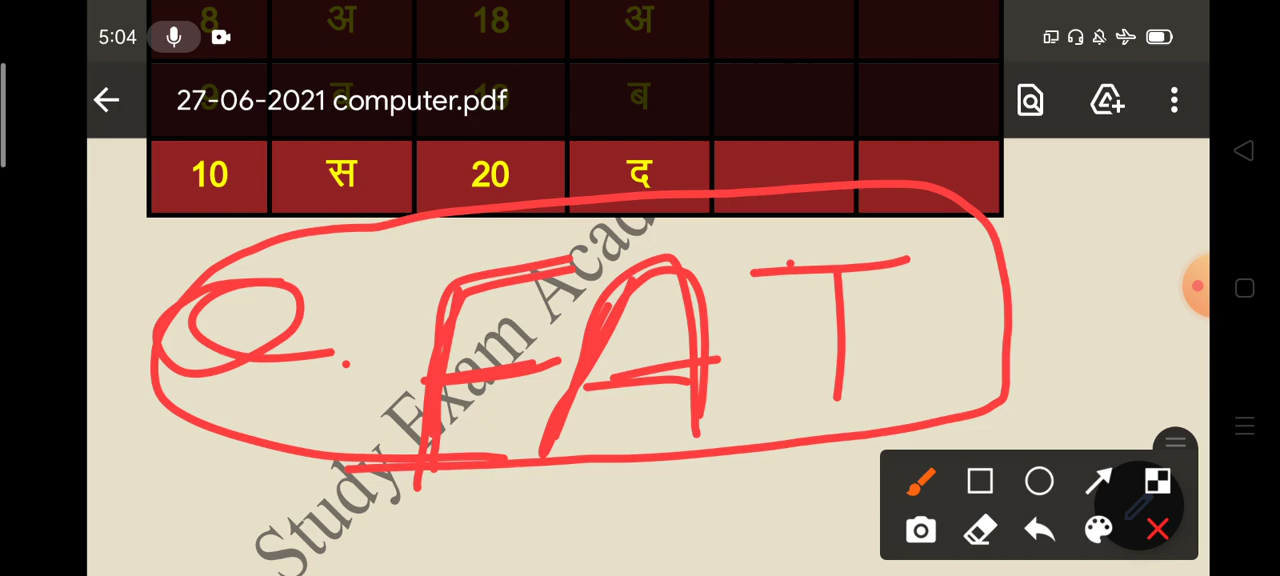 8 अ 18 अ
5:04
27-06-2021 computer.pdf
ब
10 स 20 द
Q. FAT
Study Exam Acad